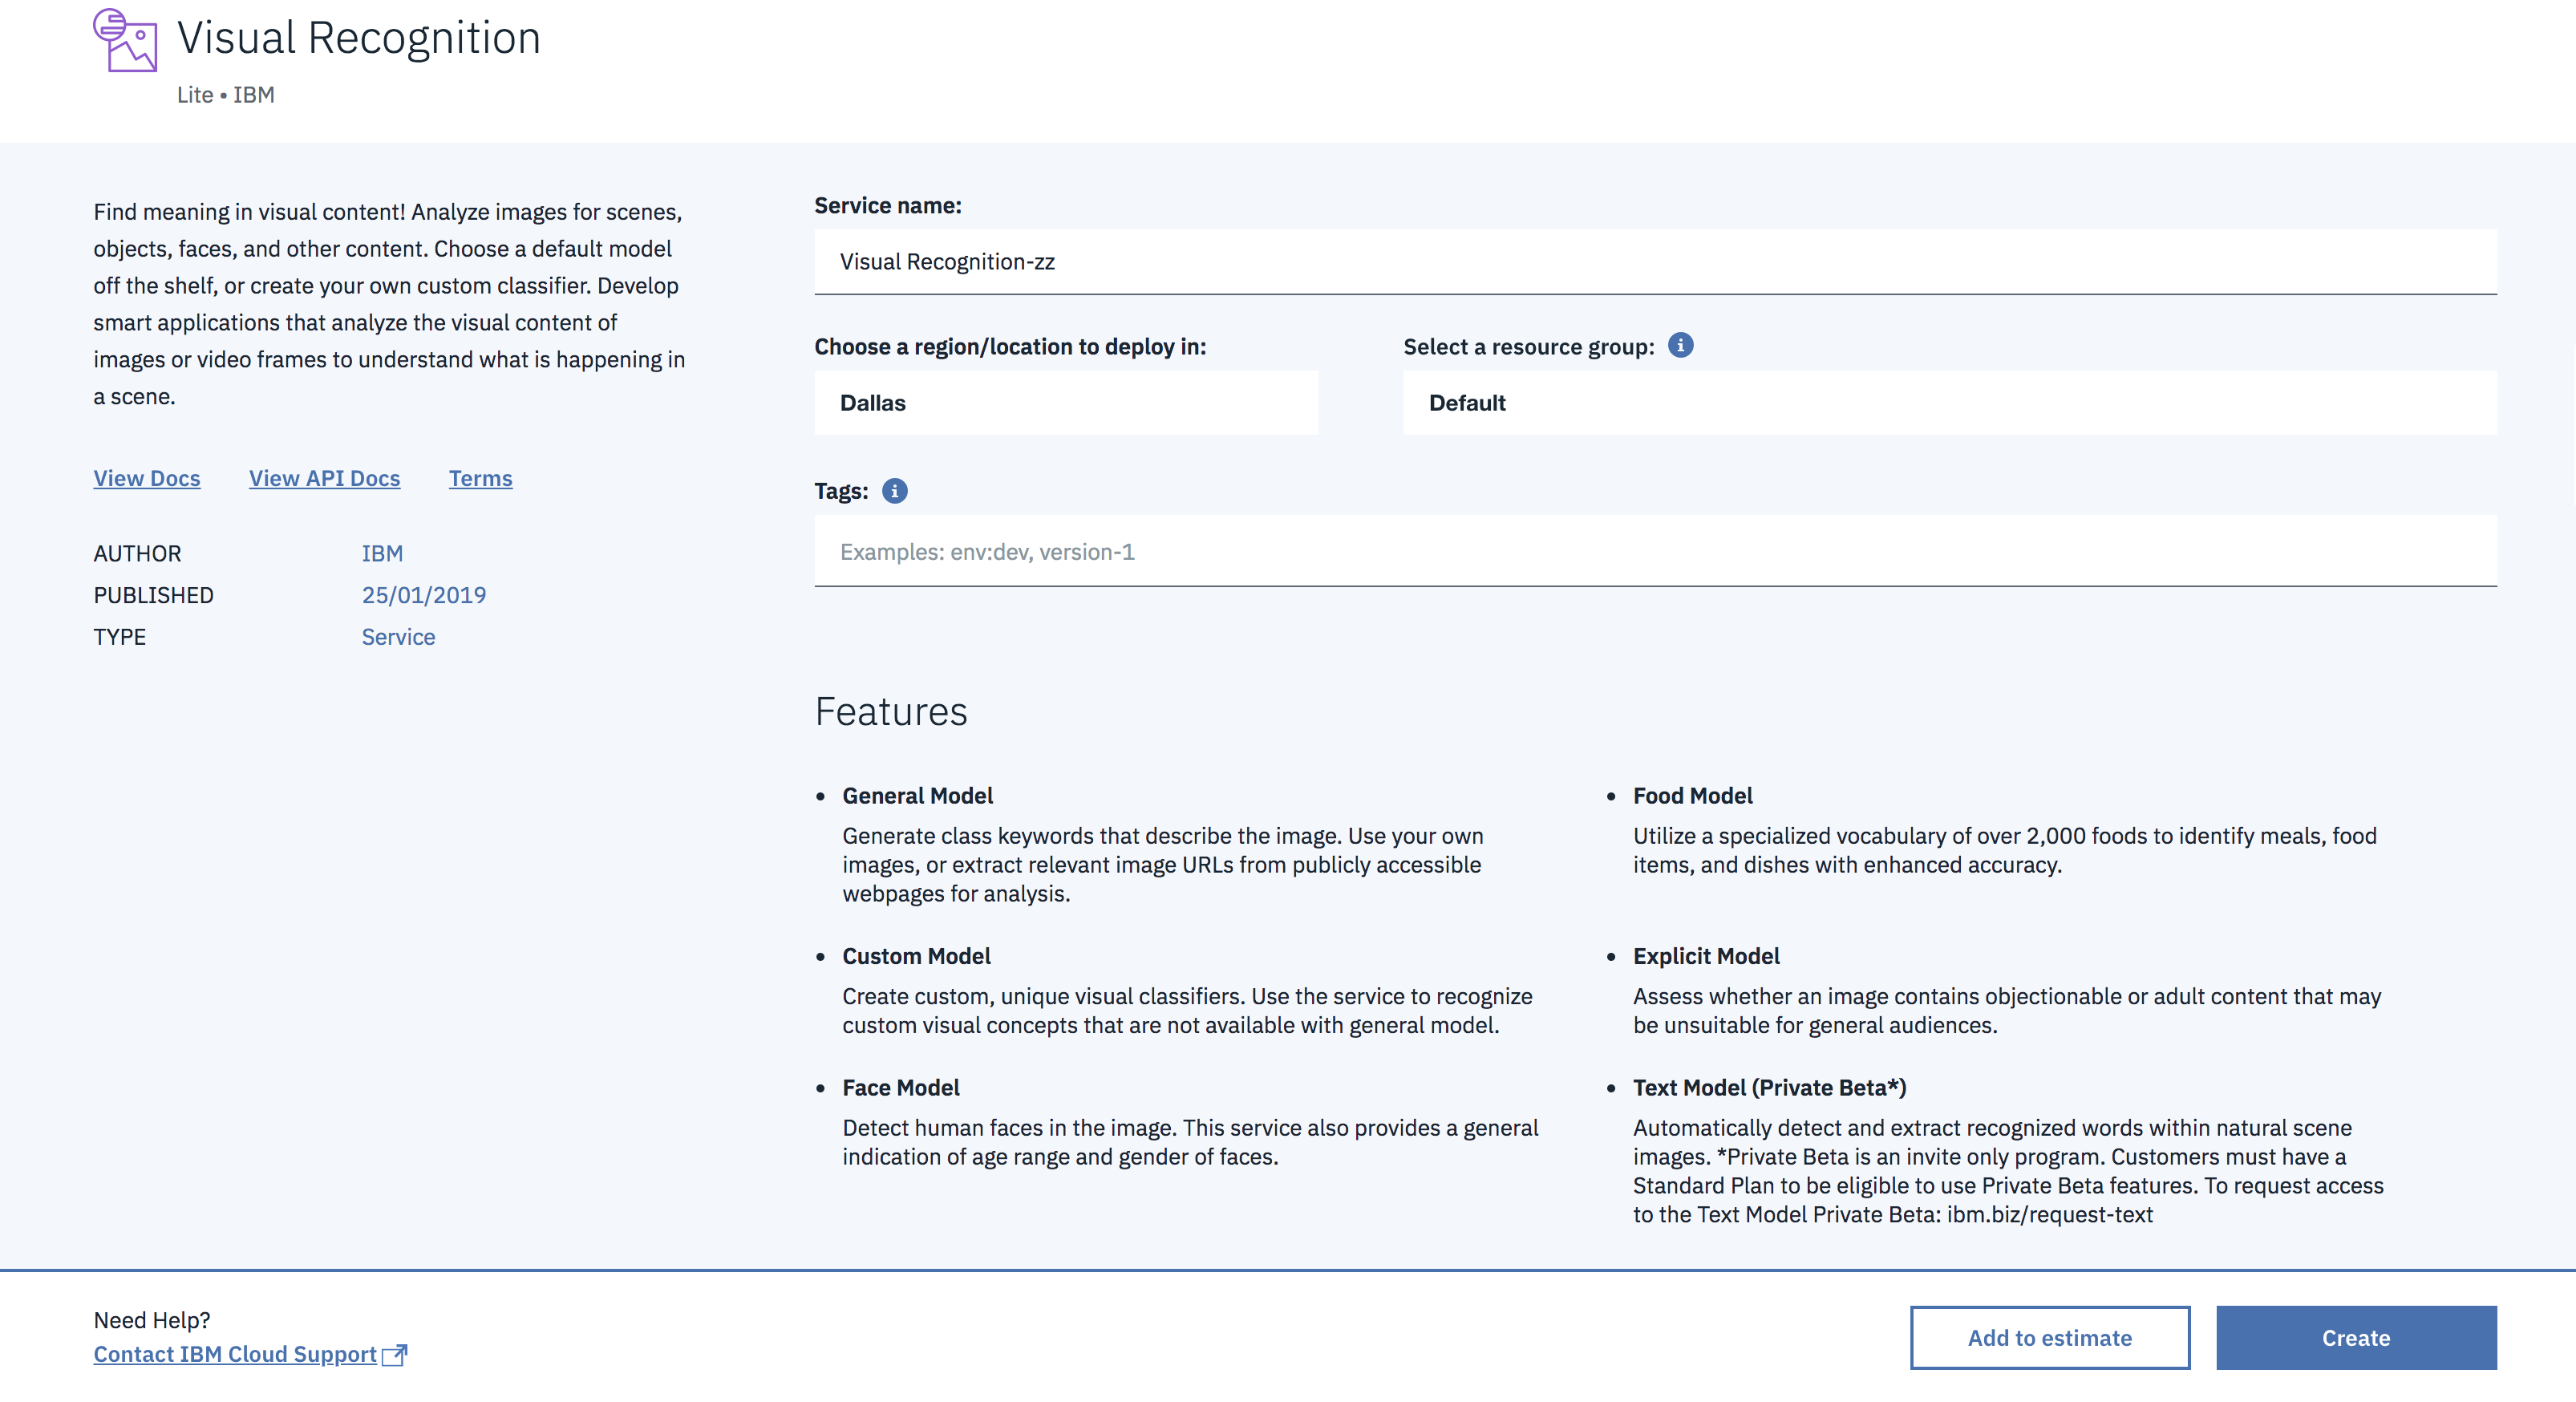 Visual Recognition
Lite • IBM
Find meaning in visual content! Analyze images for scenes,
objects, faces, and other content. Choose a default model
off the shelf, or create your own custom classifier. Develop
smart applications that analyze the visual content of
images or video frames to understand what is happening in
a scene.
View Docs View API Docs Terms
AUTHOR IBM
PUBLISHED 25/01/2019
TYPE Service
Service name:
Visual Recognition-zz
Choose a region/location to deploy in:
Dallas
Select a resource group:
Default
Tags:
Examples: env:dev, version-1
Features
• General Model
Generate class keywords that describe the image. Use your own
images, or extract relevant image URLs from publicly accessible
webpages for analysis.
• Food Model
Utilize a specialized vocabulary of over 2,000 foods to identify meals, food
items, and dishes with enhanced accuracy.
• Custom Model
Create custom, unique visual classifiers. Use the service to recognize
custom visual concepts that are not available with general model.
• Explicit Model
Assess whether an image contains objectionable or adult content that may
be unsuitable for general audiences.
• Face Model
Detect human faces in the image. This service also provides a general
indication of age range and gender of faces.
• Text Model (Private Beta*)
Automatically detect and extract recognized words within natural scene
images. *Private Beta is an invite only program. Customers must have a
Standard Plan to be eligible to use Private Beta features. To request access
to the Text Model Private Beta: ibm.biz/request-text
Need Help?
Contact IBM Cloud Support
Add to estimate
Create